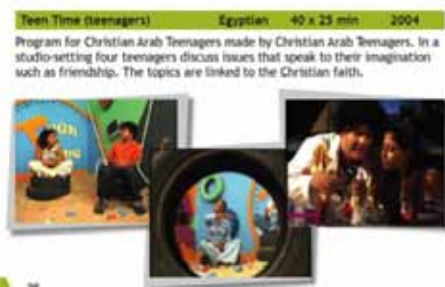 Teen Time (teenagers) Egyptian 40 x 25 min 2004
Program for Christian Arab Teenagers made by Christian Arab Teenagers. In a
studio-setting four teenagers discuss issues that speak to their imagination
such as friendship. The topics are linked to the Christian faith.